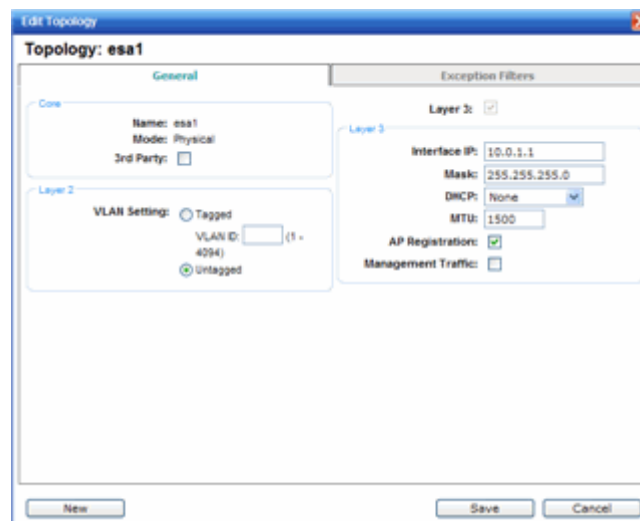 Edit Topology
Topology: esa1
General
Exception Filters
Core
Name: esa1
Mode: Physical
3rd Party:
Layer 2
VLAN Setting: Tagged
VLAN ID: (1 -
4094)
Untagged
Layer 3:
Layer 3
Interface IP: 10.0.1.1
Mask: 255.255.255.0
DHCP: None
MTU: 1500
AP Registration:
Management Traffic:
New
Save
Cancel